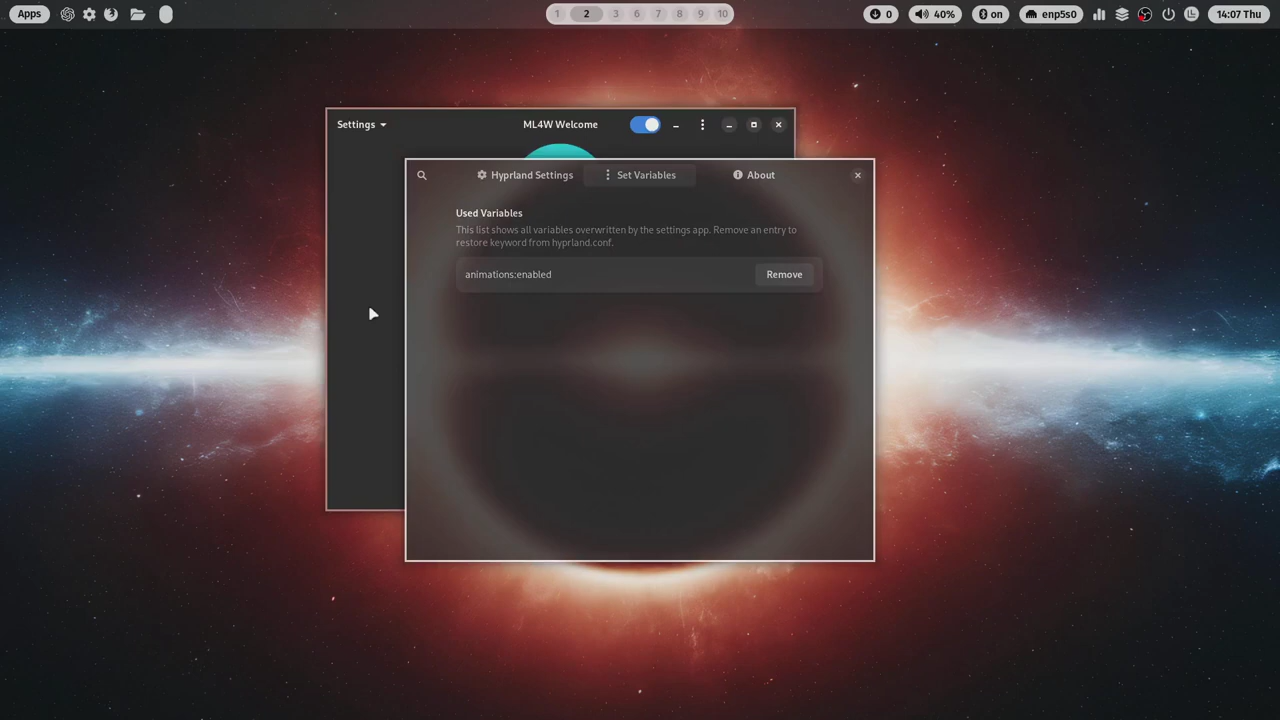 Apps
1 2 3 6 7 8 9 10
0 40% on enp5s0 14:07 Thu
Settings ML4W Welcome
Hyprland Settings Set Variables About
Used Variables
This list shows all variables overwritten by the settings app. Remove an entry to
restore keyword from hyprland.conf.
animations:enabled Remove